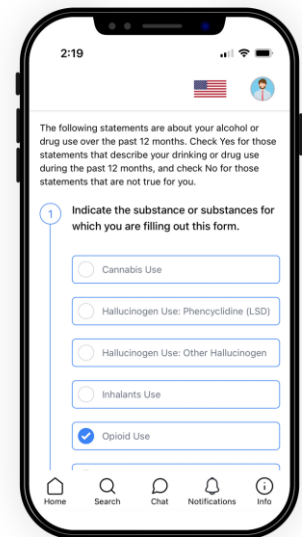 2:19
The following statements are about your alcohol or
drug use over the past 12 months. Check Yes for those
statements that describe your drinking or drug use
during the past 12 months, and check No for those
statements that are not true for you.
1
Indicate the substance or substances for
which you are filling out this form.
Cannabis Use
Hallucinogen Use: Phencyclidine (LSD)
Hallucinogen Use: Other Hallucinogen
Inhalants Use
Opioid Use
Home Search Chat Notifications Info